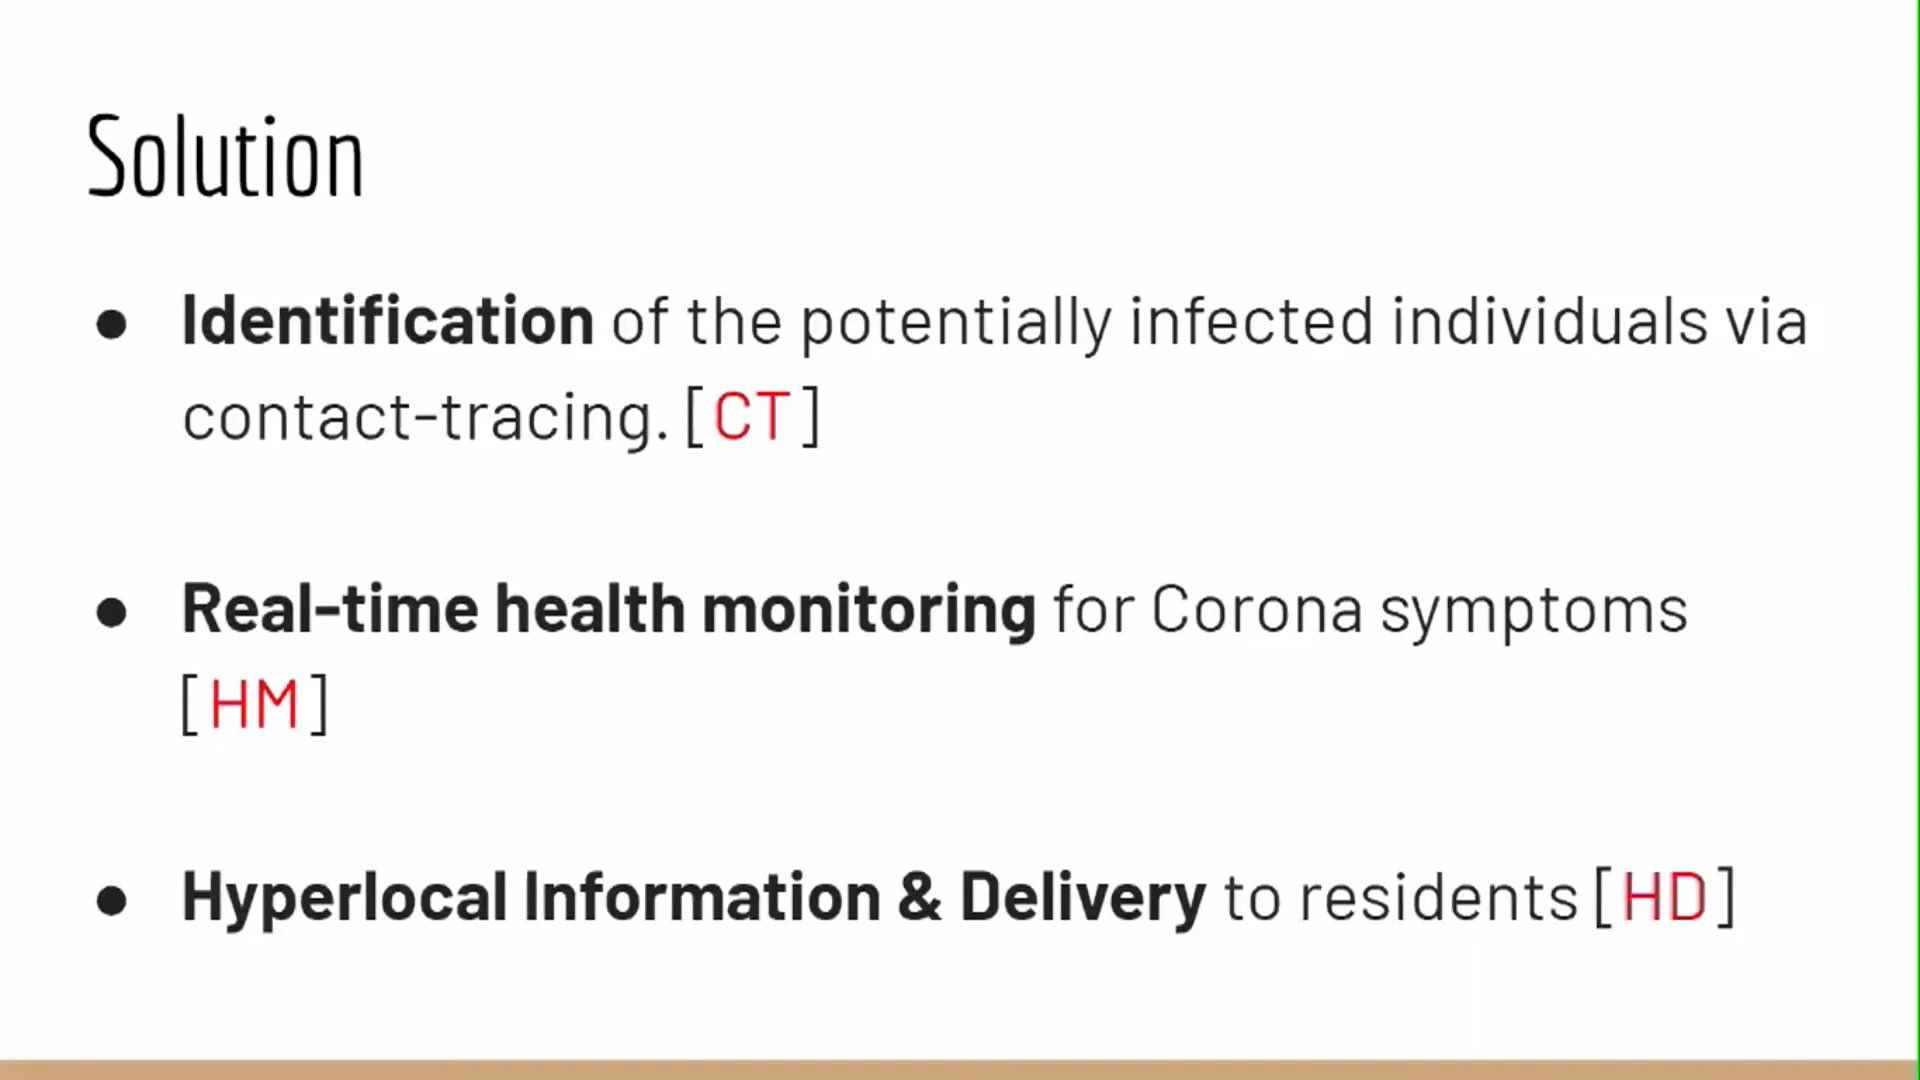 Solution
● Identification of the potentially infected individuals via
contact-tracing. [CT]
● Real-time health monitoring for Corona symptoms
[HM]
● Hyperlocal Information & Delivery to residents [HD]